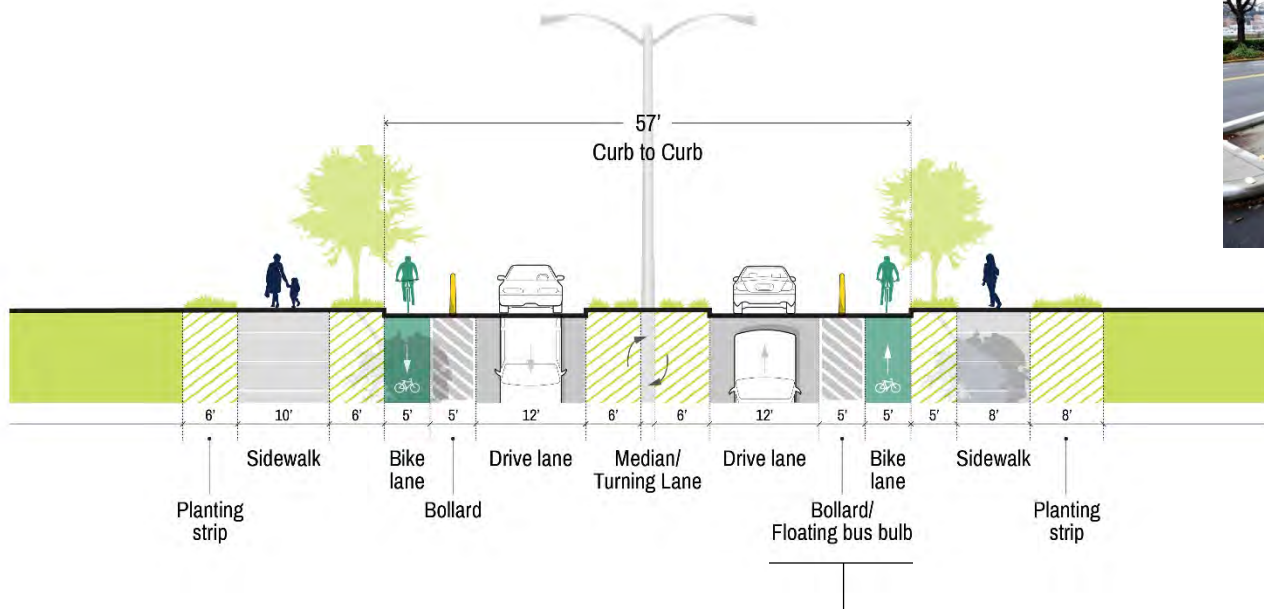 57’
Curb to Curb
6’ 10’ 6’ 5’ 5’ 12’ 6’ 6’ 12’ 5’ 5’ 5’ 8’ 8’
Sidewalk Bike Drive lane Median/ Drive lane Bike Sidewalk
lane Turning Lane lane
Planting Bollard Bollard/ Planting
strip Floating bus bulb strip